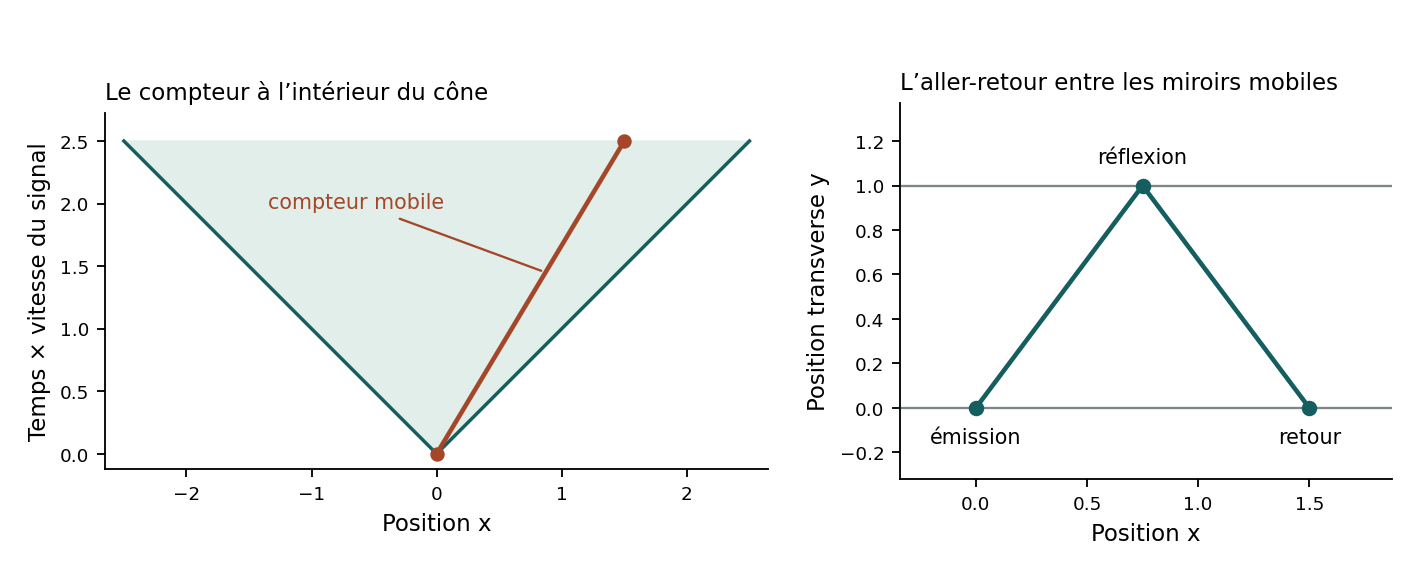 Le compteur à l’intérieur du cône
Temps × vitesse du signal
2.5
2.0
1.5
1.0
0.5
0.0
compteur mobile
−2
−1
0
1
2
Position x
L’aller-retour entre les miroirs mobiles
Position transverse y
1.2
1.0
0.8
0.6
0.4
0.2
0.0
−0.2
réflexion
émission
retour
0.0
0.5
1.0
1.5
Position x